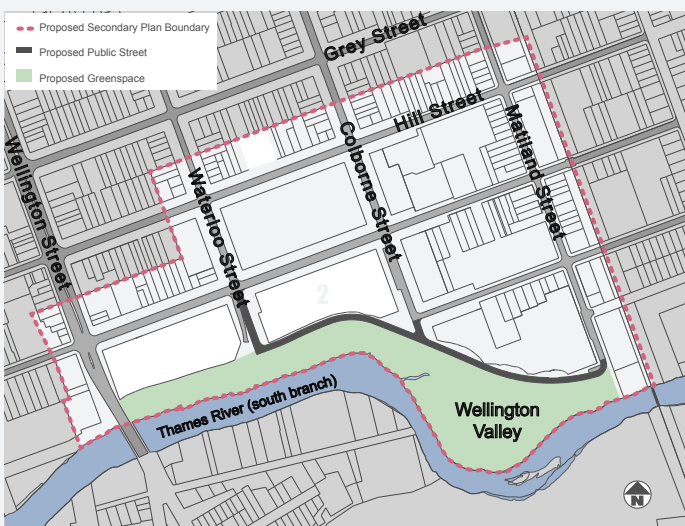 Proposed Secondary Plan Boundary
Proposed Public Street
Proposed Greenspace
Grey Street
Hill Street
Wellington Street
Waterloo Street
Colborne Street
Matiland Street
2
Thames River (south branch)
Wellington
Valley
N